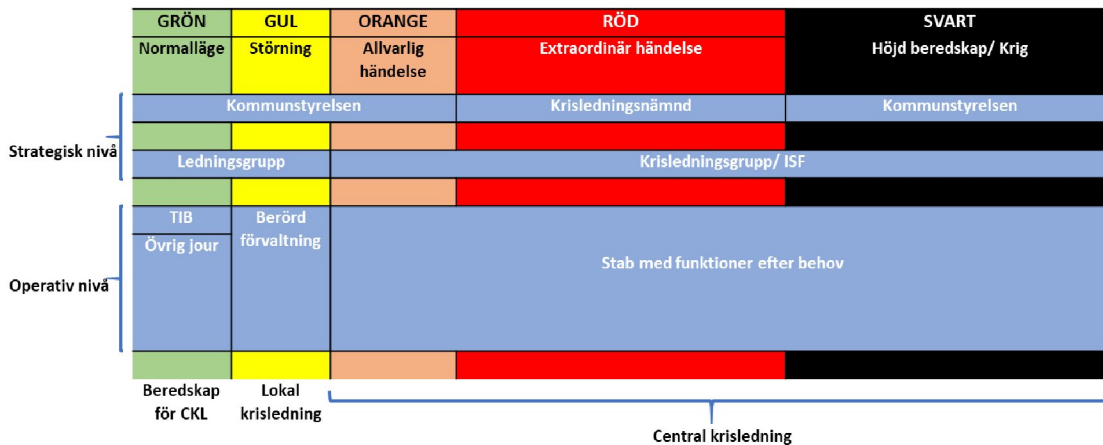 GRÖN GUL ORANGE RÖD SVART
Normalläge Störning Allvarlig händelse Extraordinär händelse Höjd beredskap/ Krig
Kommunstyrelsen Krisledningsnämnd Kommunstyrelsen
Strategisk nivå
Ledningsgrupp Krisledningsgrupp/ ISF
TIB Berörd förvaltning
Övrig jour
Stab med funktioner efter behov
Operativ nivå
Beredskap för CKL
Lokal krisledning
Central krisledning